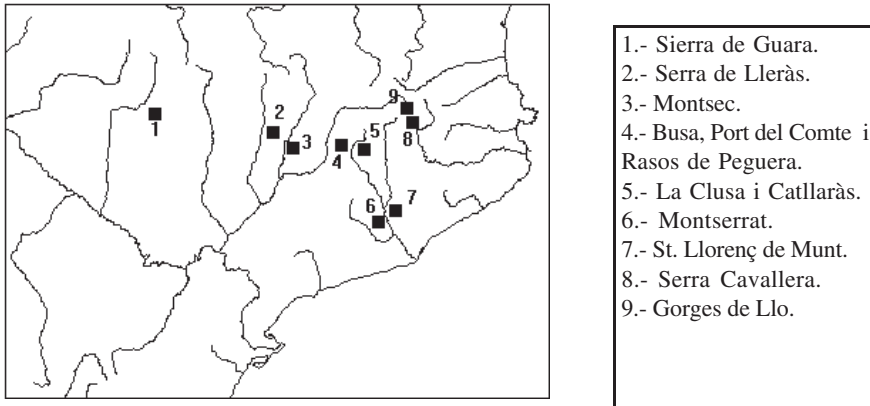 1
2
3
4
5
6
7
8
9
1.- Sierra de Guara.
2.- Serra de Lleràs.
3.- Montsec.
4.- Busa, Port del Comte i
Rasos de Peguera.
5.- La Clusa i Catllaràs.
6.- Montserrat.
7.- St. Llorenç de Munt.
8.- Serra Cavallera.
9.- Gorges de Llo.